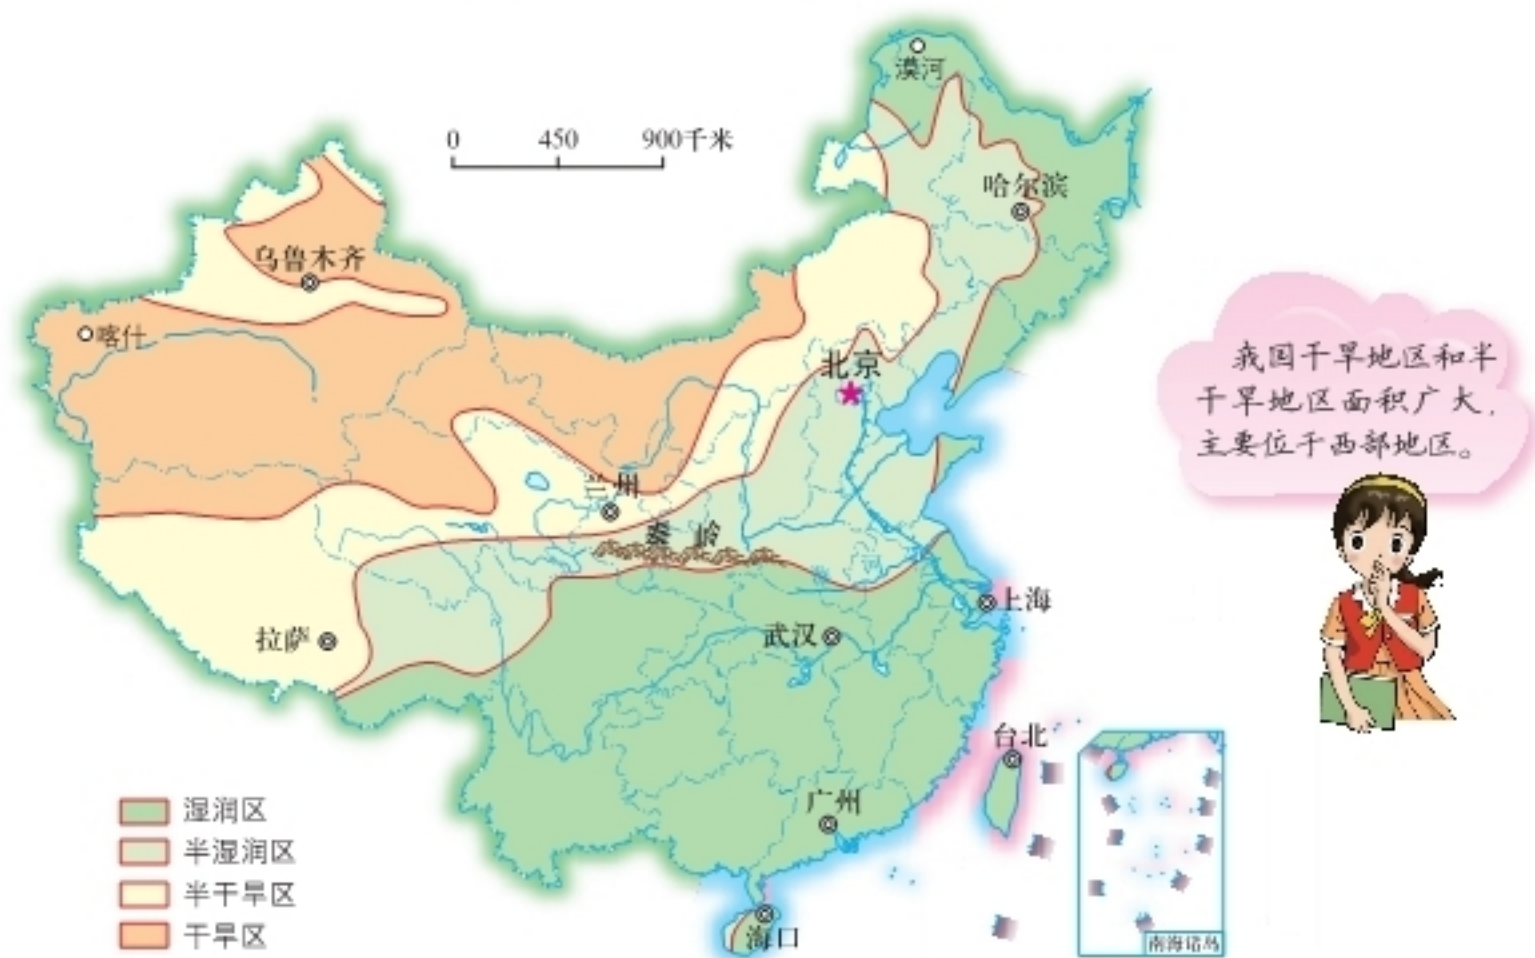 漠河
0 450 900千米
哈尔滨
乌鲁木齐
喀什
北京
我国干旱地区和半
干旱地区面积广大，
主要位于西部地区。
兰州
秦岭
河
上海
武汉
拉萨
台北
广州
海口
南海诸岛
湿润区
半湿润区
半干旱区
干旱区